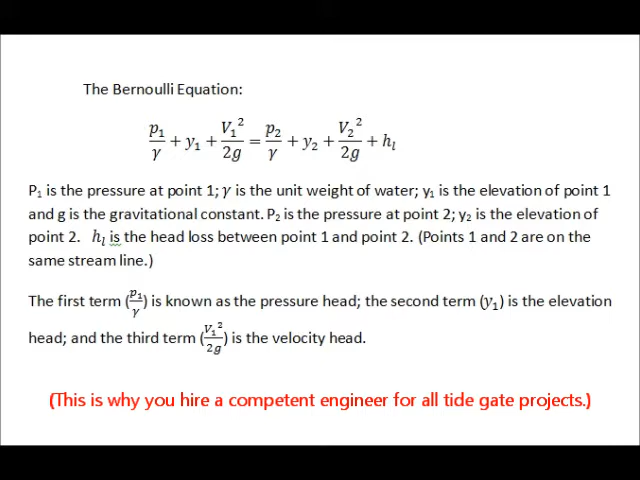 The Bernoulli Equation:
p₁/γ + y₁ + V₁²/2g = p₂/γ + y₂ + V₂²/2g + hₗ
P₁ is the pressure at point 1; γ is the unit weight of water; y₁ is the elevation of point 1
and g is the gravitational constant. P₂ is the pressure at point 2; y₂ is the elevation of
point 2. hₗ is the head loss between point 1 and point 2. (Points 1 and 2 are on the
same stream line.)
The first term (p₁/γ) is known as the pressure head; the second term (y₁) is the elevation
head; and the third term (V₁²/2g) is the velocity head.
(This is why you hire a competent engineer for all tide gate projects.)